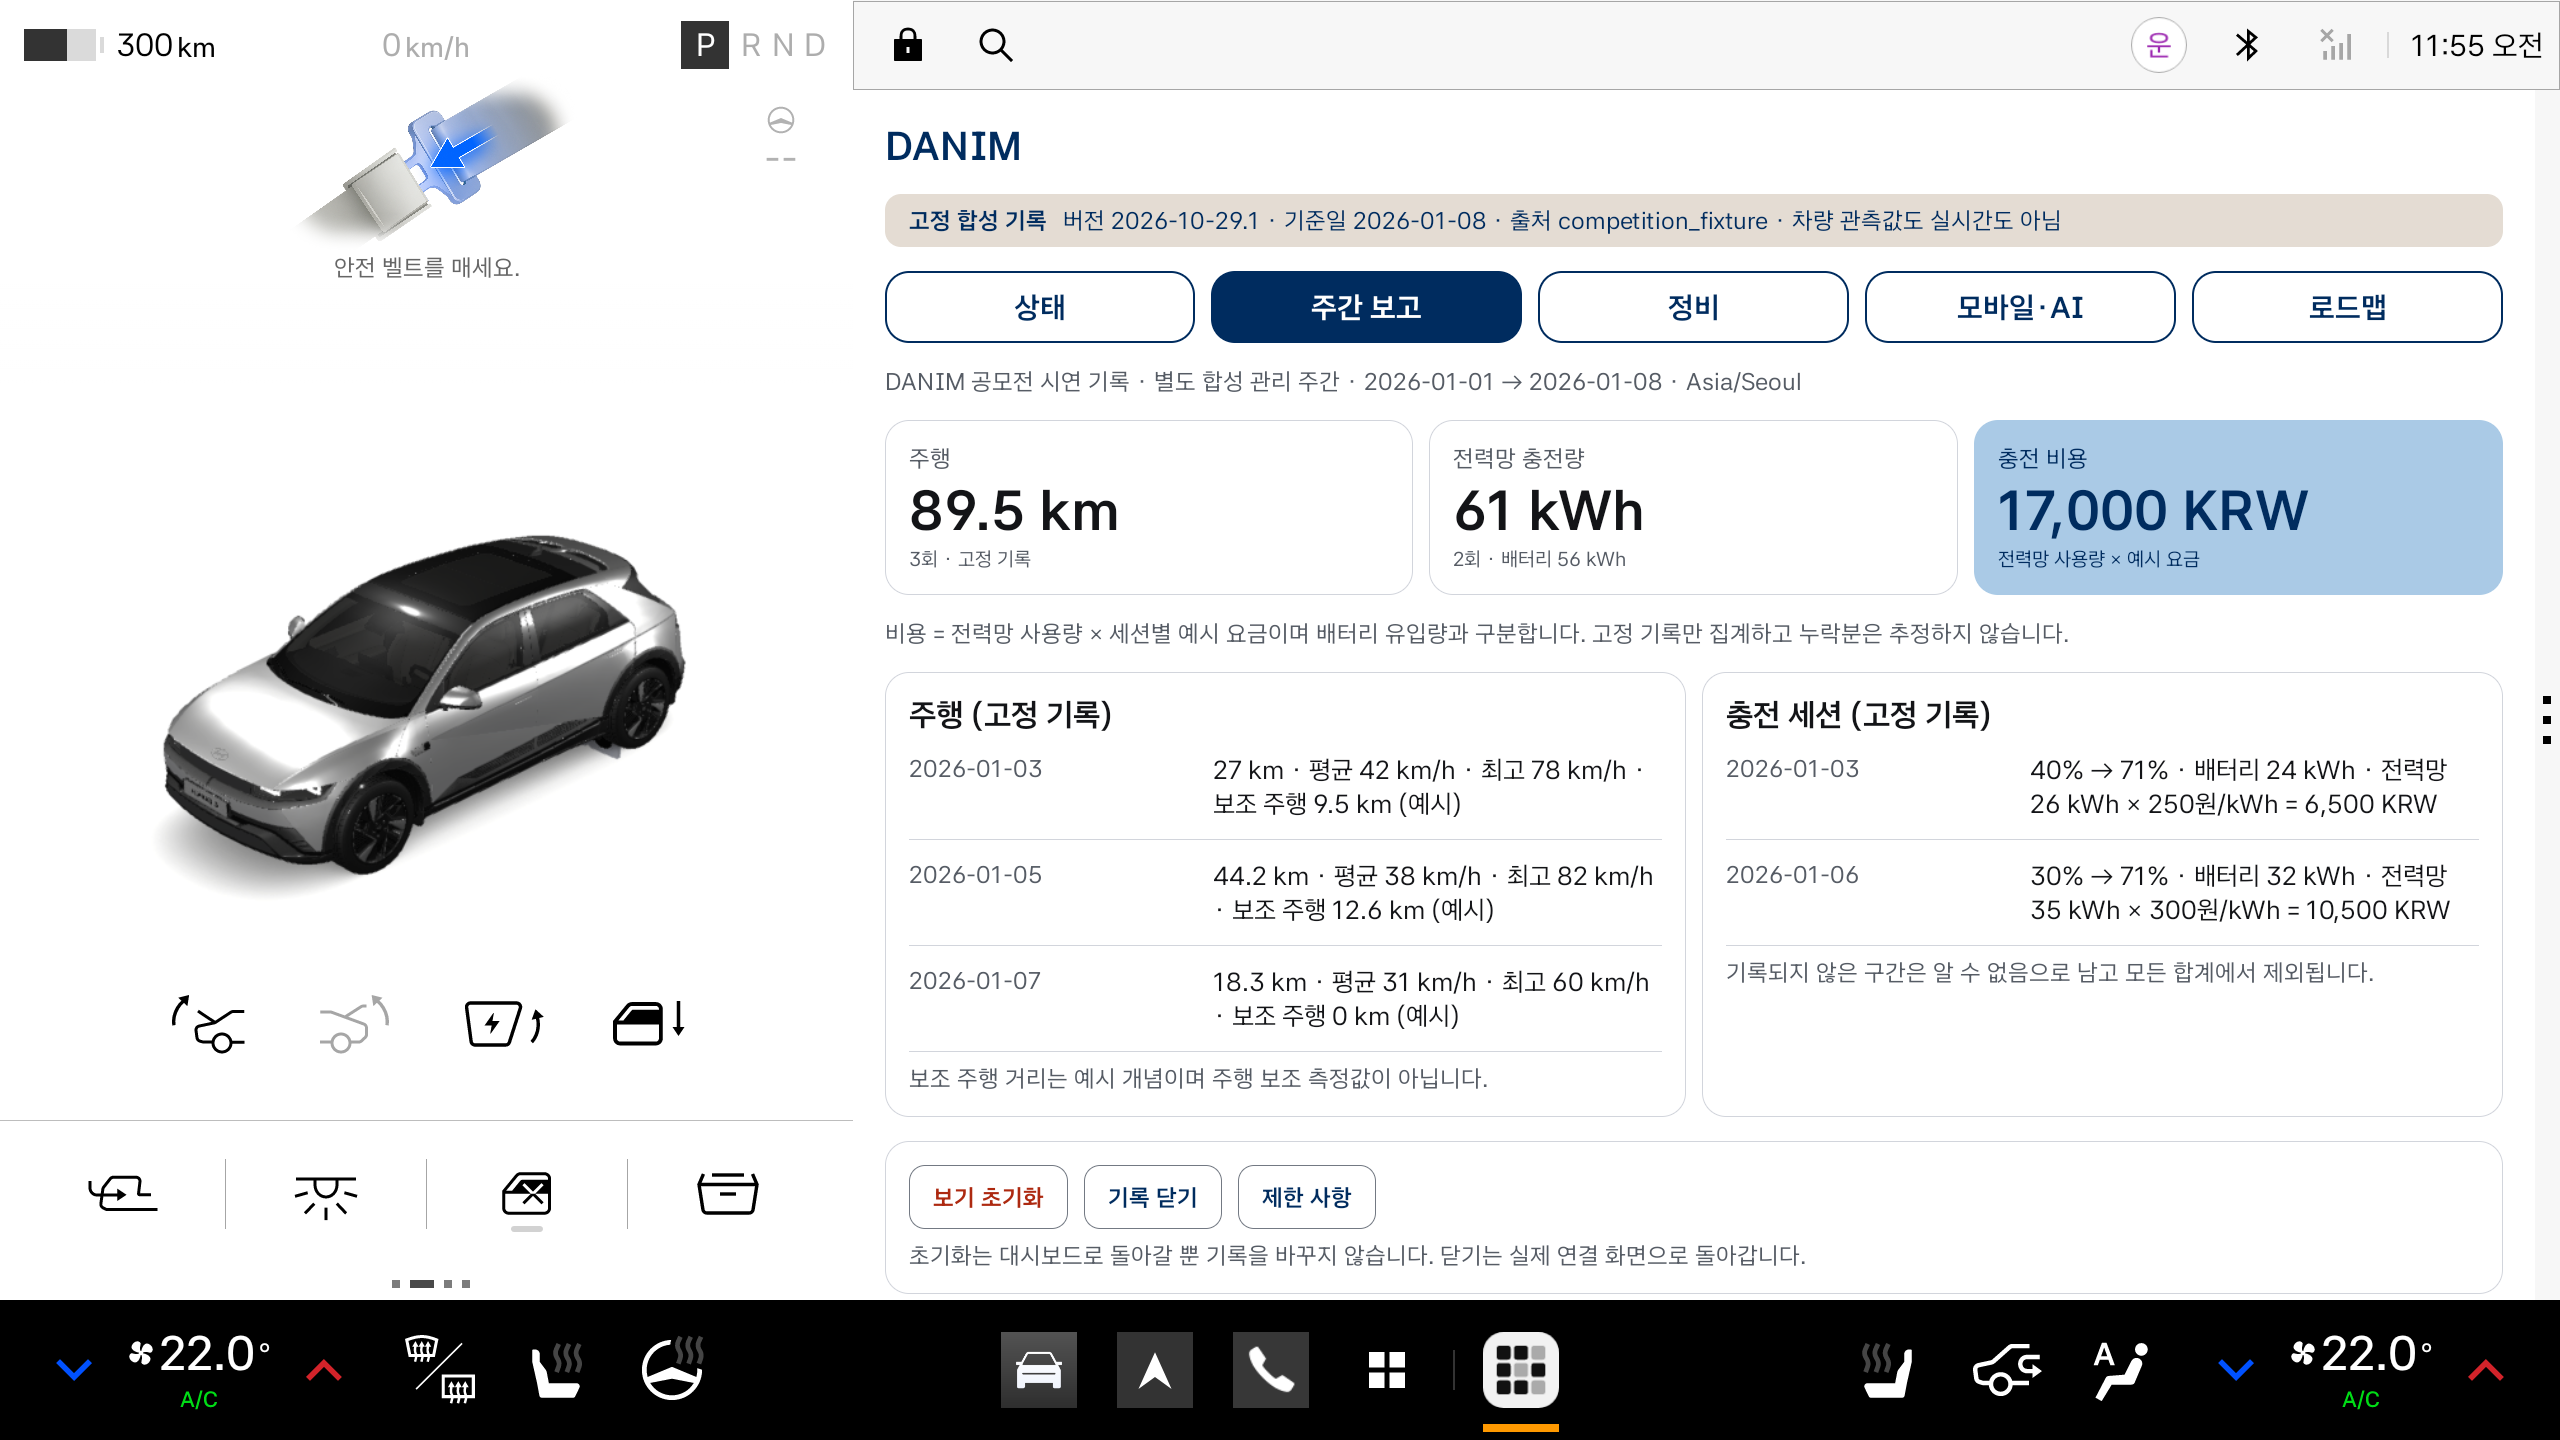 300 km
0 km/h
P R N D
안전 벨트를 매세요.
운
11:55 오전
DANIM
고정 합성 기록 버전 2026-10-29.1 · 기준일 2026-01-08 · 출처 competition_fixture · 차량 관측값도 실시간도 아님
상태
주간 보고
정비
모바일·AI
로드맵
DANIM 공모전 시연 기록 · 별도 합성 관리 주간 · 2026-01-01 → 2026-01-08 · Asia/Seoul
주행
89.5 km
3회 · 고정 기록
전력망 충전량
61 kWh
2회 · 배터리 56 kWh
충전 비용
17,000 KRW
전력망 사용량 × 예시 요금
비용 = 전력망 사용량 × 세션별 예시 요금이며 배터리 유입량과 구분합니다. 고정 기록만 집계하고 누락분은 추정하지 않습니다.
주행 (고정 기록)
2026-01-03
27 km · 평균 42 km/h · 최고 78 km/h ·
보조 주행 9.5 km (예시)
2026-01-05
44.2 km · 평균 38 km/h · 최고 82 km/h
· 보조 주행 12.6 km (예시)
2026-01-07
18.3 km · 평균 31 km/h · 최고 60 km/h
· 보조 주행 0 km (예시)
보조 주행 거리는 예시 개념이며 주행 보조 측정값이 아닙니다.
충전 세션 (고정 기록)
2026-01-03
40% → 71% · 배터리 24 kWh · 전력망
26 kWh × 250원/kWh = 6,500 KRW
2026-01-06
30% → 71% · 배터리 32 kWh · 전력망
35 kWh × 300원/kWh = 10,500 KRW
기록되지 않은 구간은 알 수 없음으로 남고 모든 합계에서 제외됩니다.
보기 초기화
기록 닫기
제한 사항
초기화는 대시보드로 돌아갈 뿐 기록을 바꾸지 않습니다. 닫기는 실제 연결 화면으로 돌아갑니다.
22.0°
A/C
A
22.0°
A/C